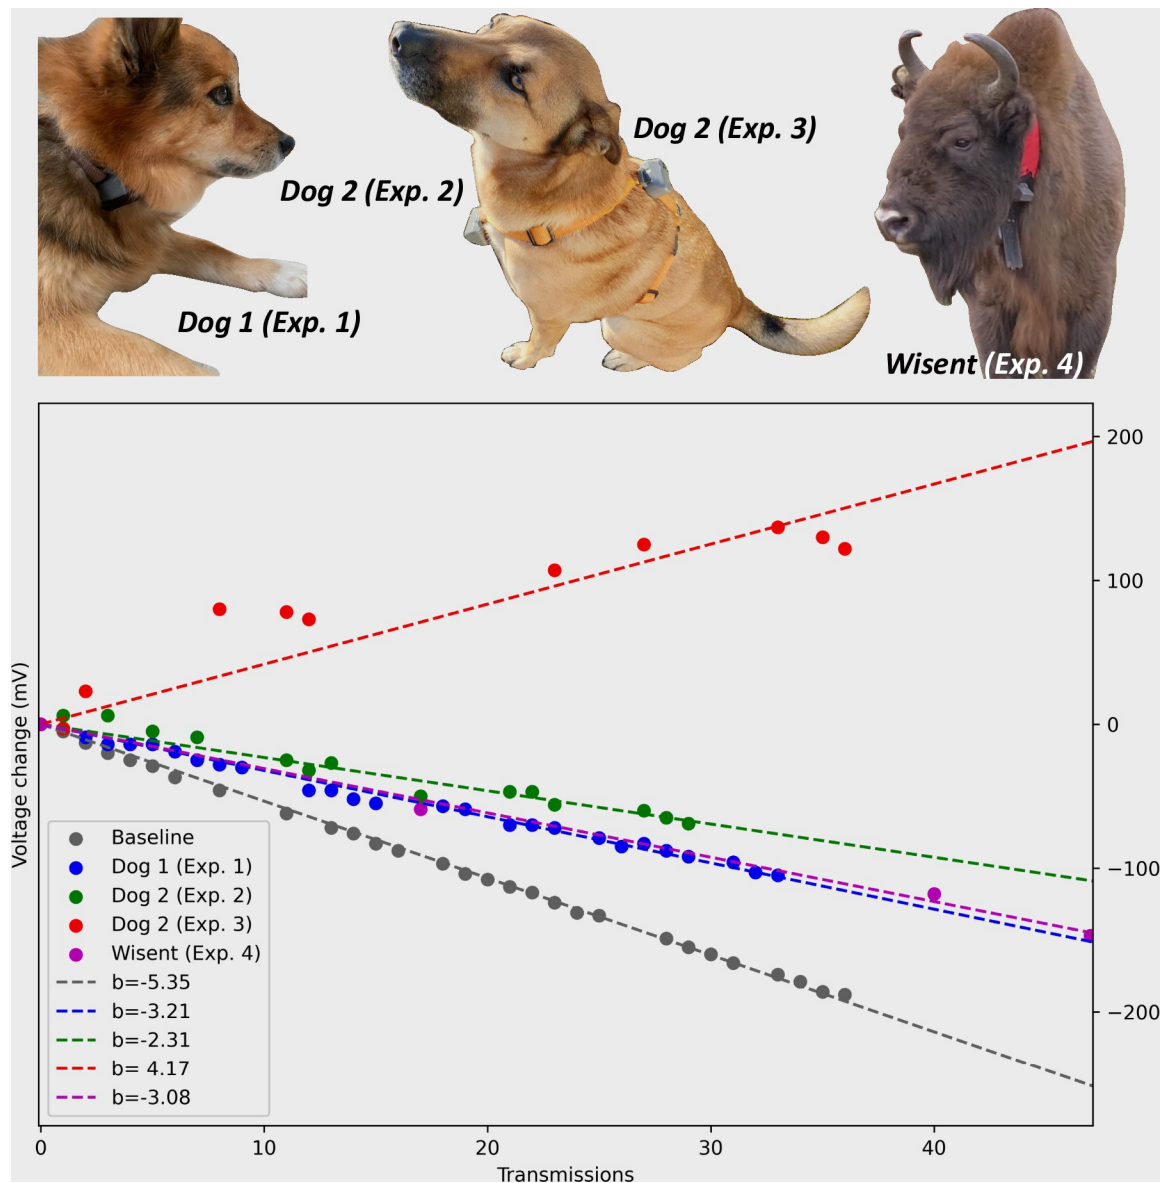 Dog 2 (Exp. 3)
Dog 2 (Exp. 2)
Dog 1 (Exp. 1)
Wisent (Exp. 4)
Voltage change (mV)
200
100
0
−100
−200
Baseline
Dog 1 (Exp. 1)
Dog 2 (Exp. 2)
Dog 2 (Exp. 3)
Wisent (Exp. 4)
b=-5.35
b=-3.21
b=-2.31
b= 4.17
b=-3.08
0 10 20 30 40
Transmissions